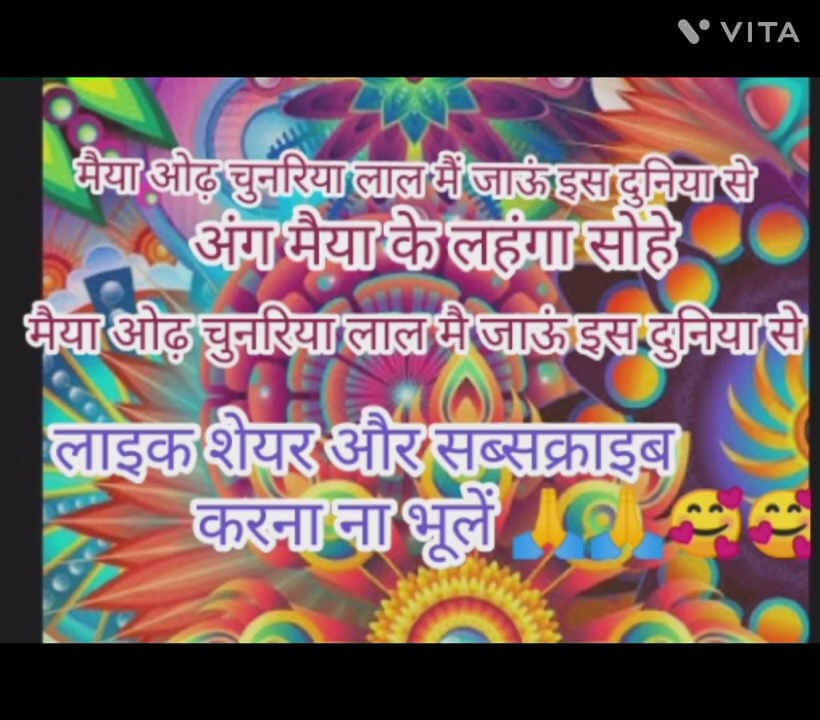 VITA
मैया ओढ़ चुनरिया लाल मैं जाऊं इस दुनिया से
अंग मैया के लहंगा सोहे
मैया ओढ़ चुनरिया लाल मै जाऊं इस दुनिया से
लाइक शेयर और सब्सक्राइब
करना ना भूलें 🙏🙏🥰🥰